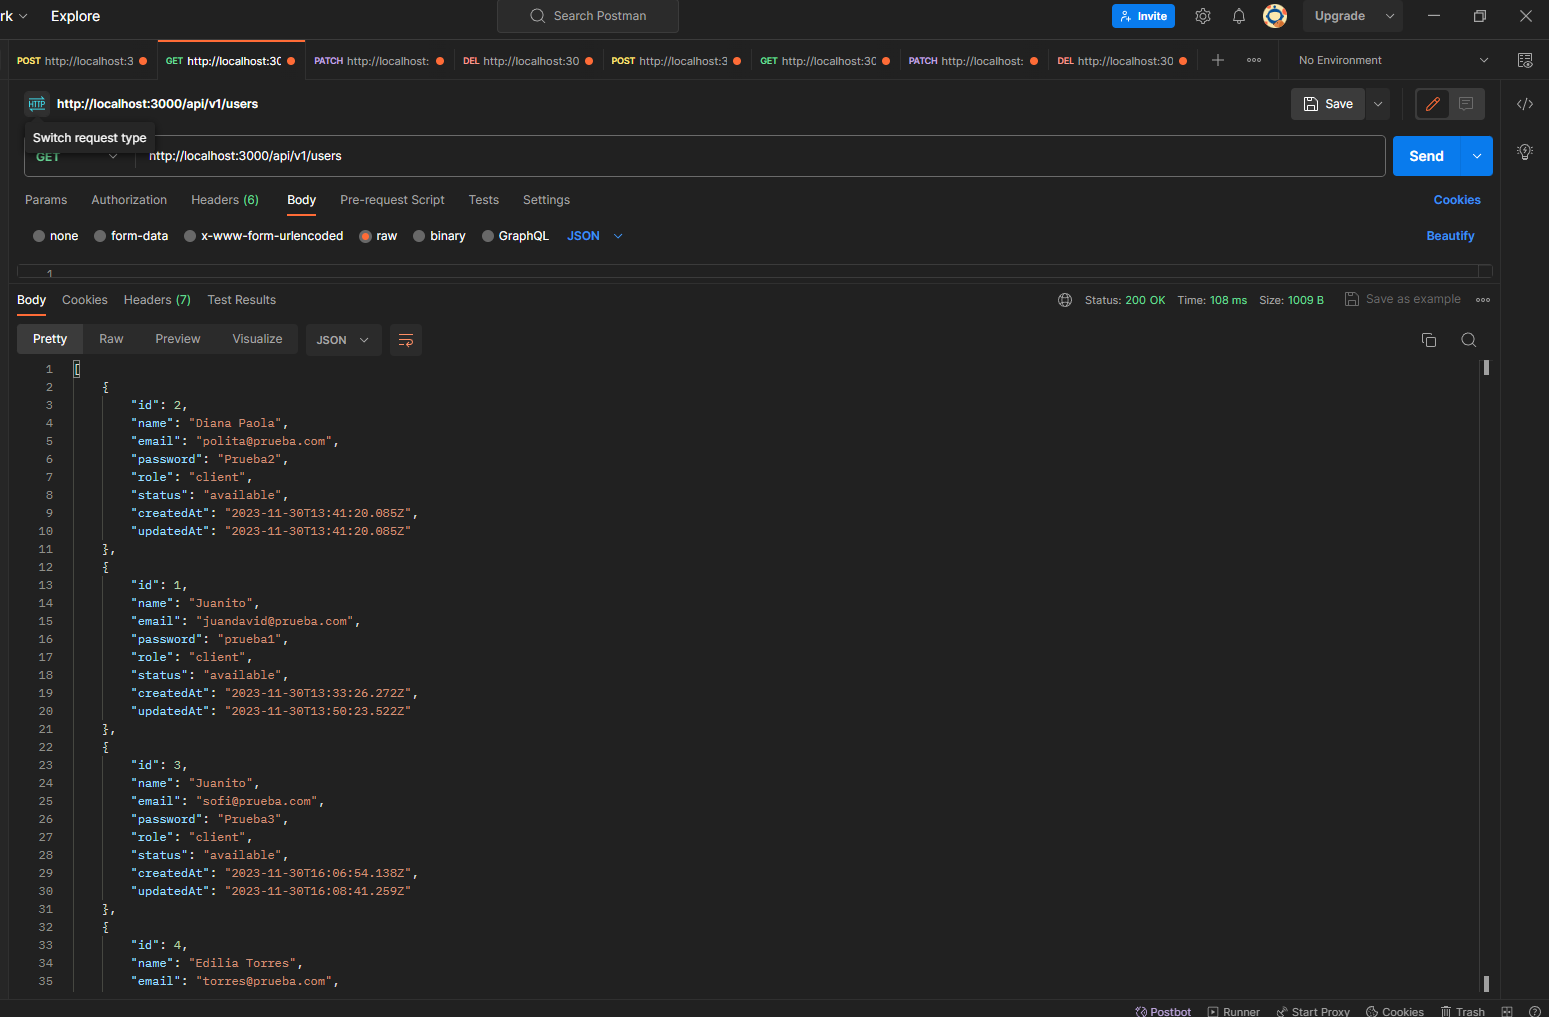 rk
Explore
Search Postman
Invite
Upgrade
POST http://localhost:3
GET http://localhost:30
PATCH http://localhost:
DEL http://localhost:30
POST http://localhost:3
GET http://localhost:30
PATCH http://localhost:
DEL http://localhost:30
No Environment
HTTP
http://localhost:3000/api/v1/users
Save
Switch request type
GET
http://localhost:3000/api/v1/users
Send
Params Authorization Headers (6) Body Pre-request Script Tests Settings Cookies
none form-data x-www-form-urlencoded raw binary GraphQL JSON Beautify
1
Body Cookies Headers (7) Test Results Status: 200 OK Time: 108 ms Size: 1009 B Save as example
Pretty Raw Preview Visualize JSON
1 [
2 {
3 "id": 2,
4 "name": "Diana Paola",
5 "email": "polita@prueba.com",
6 "password": "Prueba2",
7 "role": "client",
8 "status": "available",
9 "createdAt": "2023-11-30T13:41:20.085Z",
10 "updatedAt": "2023-11-30T13:41:20.085Z"
11 },
12 {
13 "id": 1,
14 "name": "Juanito",
15 "email": "juandavid@prueba.com",
16 "password": "prueba1",
17 "role": "client",
18 "status": "available",
19 "createdAt": "2023-11-30T13:33:26.272Z",
20 "updatedAt": "2023-11-30T13:50:23.522Z"
21 },
22 {
23 "id": 3,
24 "name": "Juanito",
25 "email": "sofi@prueba.com",
26 "password": "Prueba3",
27 "role": "client",
28 "status": "available",
29 "createdAt": "2023-11-30T16:06:54.138Z",
30 "updatedAt": "2023-11-30T16:08:41.259Z"
31 },
32 {
33 "id": 4,
34 "name": "Edilia Torres",
35 "email": "torres@prueba.com",
Postbot Runner Start Proxy Cookies Trash